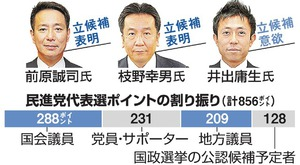 立候補
表明
立候補
表明
立候補
意欲
前原誠司氏
枝野幸男氏
井出庸生氏
民進党代表選ポイントの割り振り(計856ポイント)
288ポイント
231
209
128
国会議員
党員・サポーター
地方議員
国政選挙の公認候補予定者